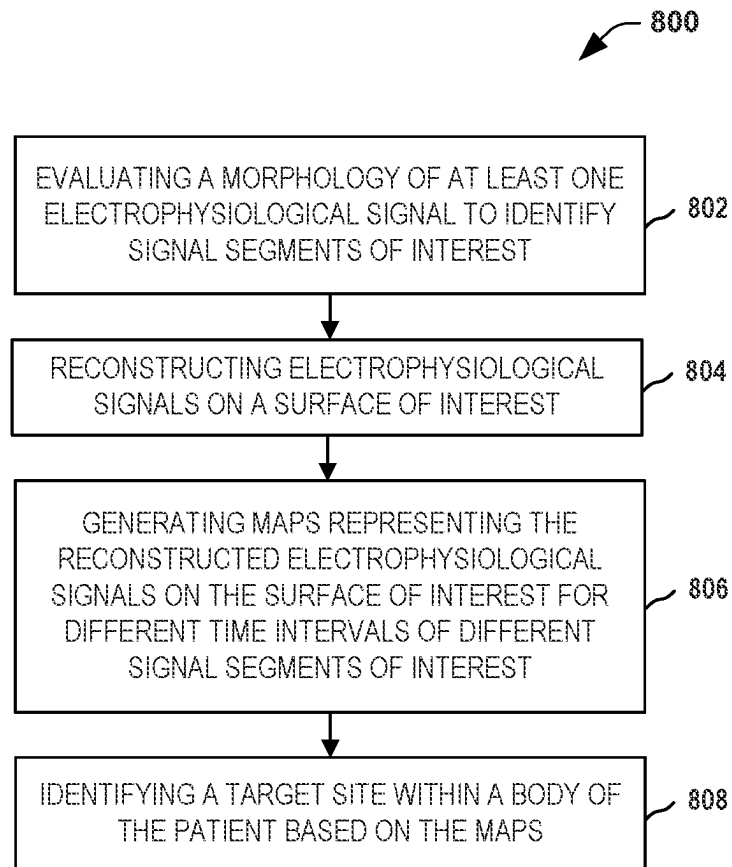 800
EVALUATING A MORPHOLOGY OF AT LEAST ONE
ELECTROPHYSIOLOGICAL SIGNAL TO IDENTIFY
SIGNAL SEGMENTS OF INTEREST
802
RECONSTRUCTING ELECTROPHYSIOLOGICAL
SIGNALS ON A SURFACE OF INTEREST
804
GENERATING MAPS REPRESENTING THE
RECONSTRUCTED ELECTROPHYSIOLOGICAL
SIGNALS ON THE SURFACE OF INTEREST FOR
DIFFERENT TIME INTERVALS OF DIFFERENT
SIGNAL SEGMENTS OF INTEREST
806
IDENTIFYING A TARGET SITE WITHIN A BODY OF
THE PATIENT BASED ON THE MAPS
808